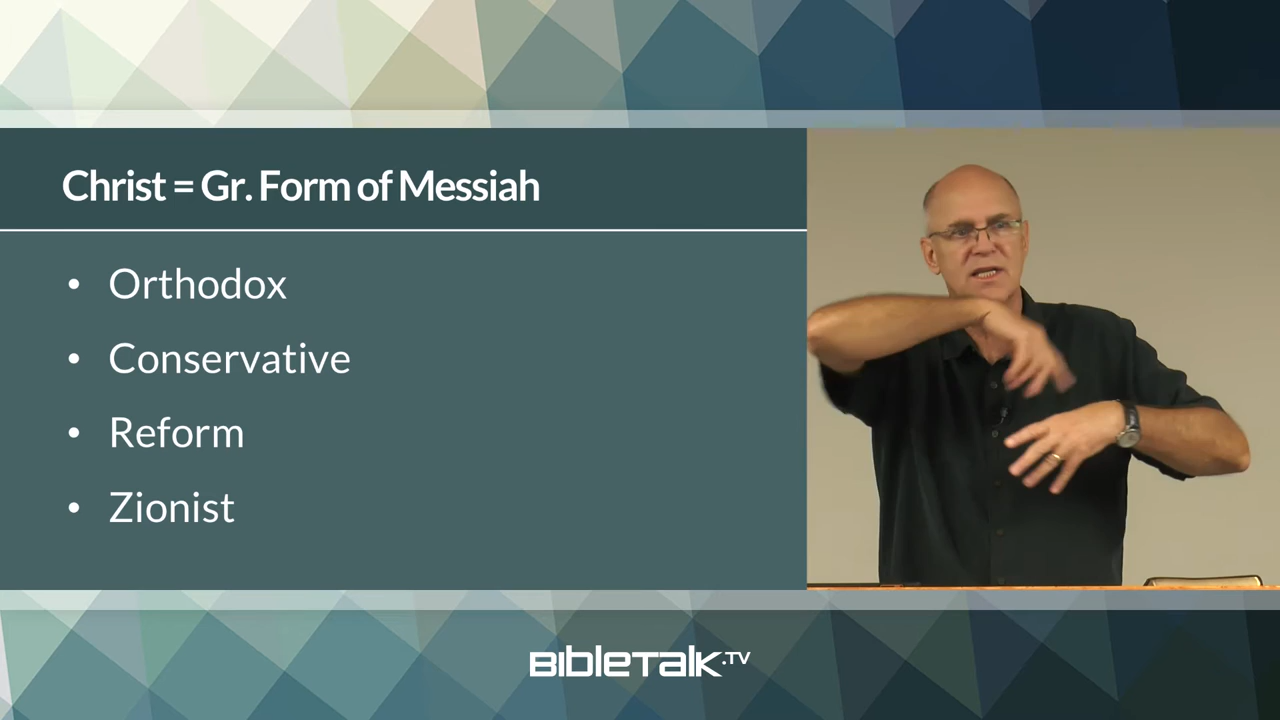 Christ = Gr. Form of Messiah
• Orthodox
• Conservative
• Reform
• Zionist
BIBLETALK.TV